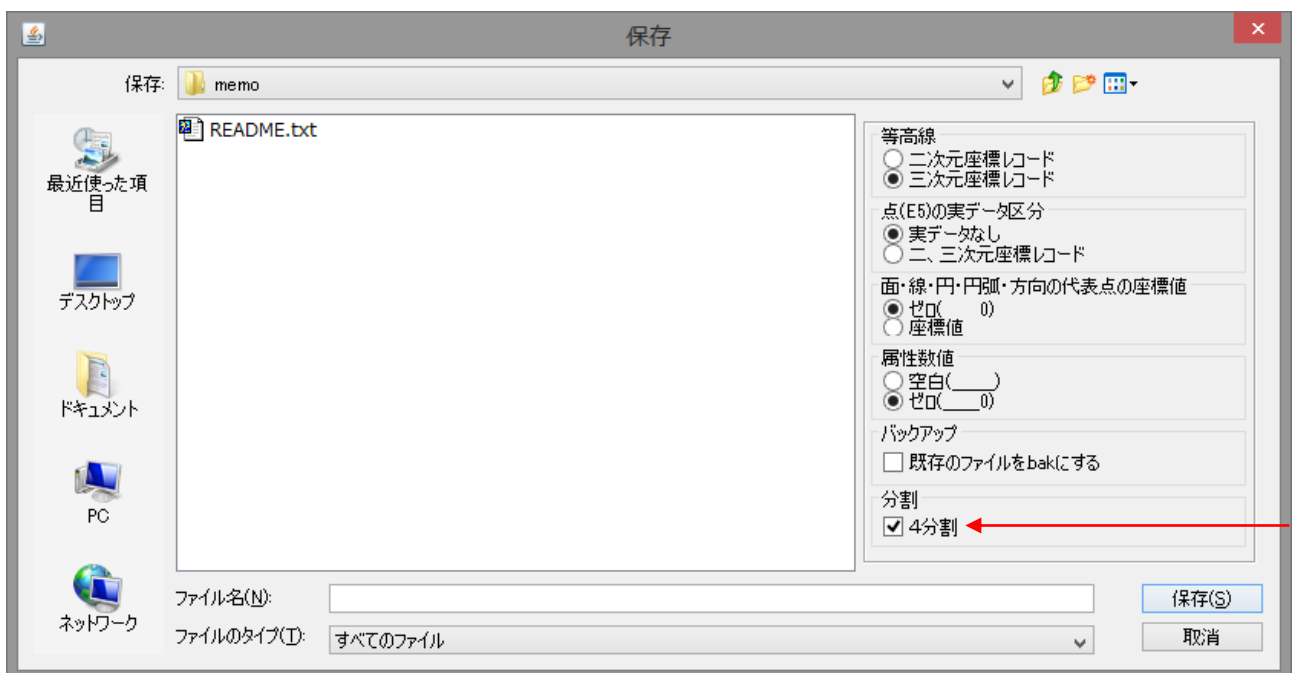 保存
保存:
memo
README.txt
最近使った項
目
デスクトップ
ドキュメント
PC
ネットワーク
等高線
二次元座標レコード
三次元座標レコード
点(E5)の実データ区分
実データなし
二、三次元座標レコード
面・線・円・円弧・方向の代表点の座標値
ゼロ(    0)
座標値
属性数値
空白(____)
ゼロ(____0)
バックアップ
既存のファイルをbakにする
分割
4分割
ファイル名(N):
保存(S)
ファイルのタイプ(T):
すべてのファイル
取消